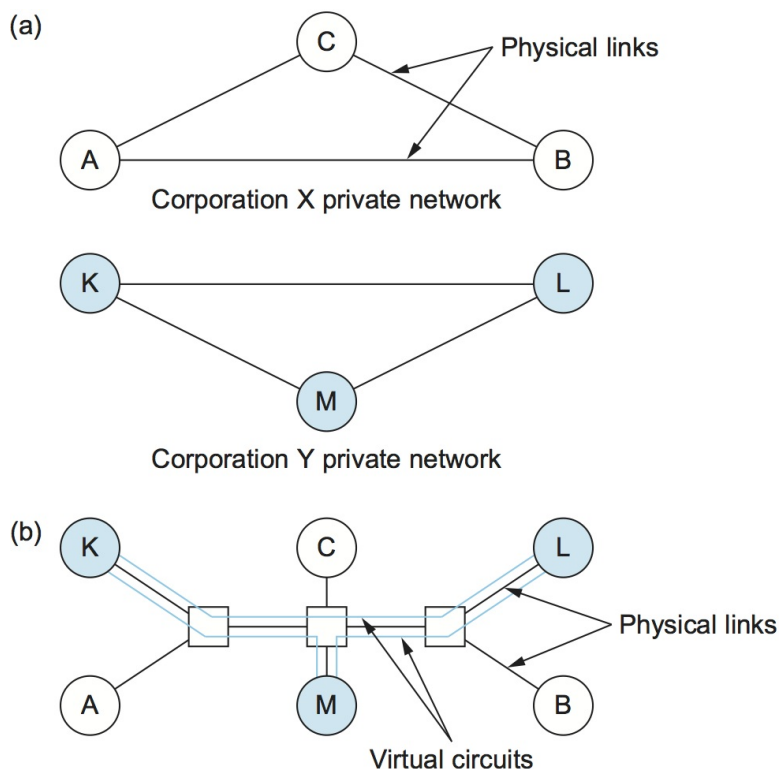 (a)
C
Physical links
A
B
Corporation X private network
K
L
M
Corporation Y private network
(b)
K
C
L
Physical links
A
M
B
Virtual circuits